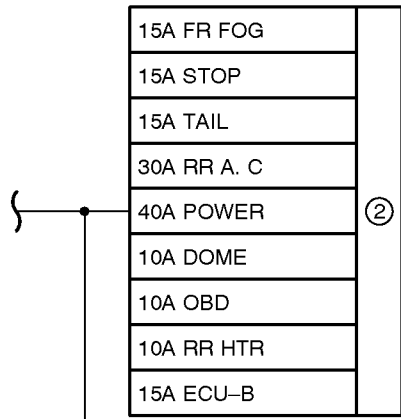 15A FR FOG
15A STOP
15A TAIL
30A RR A. C
40A POWER
②
10A DOME
10A OBD
10A RR HTR
15A ECU–B